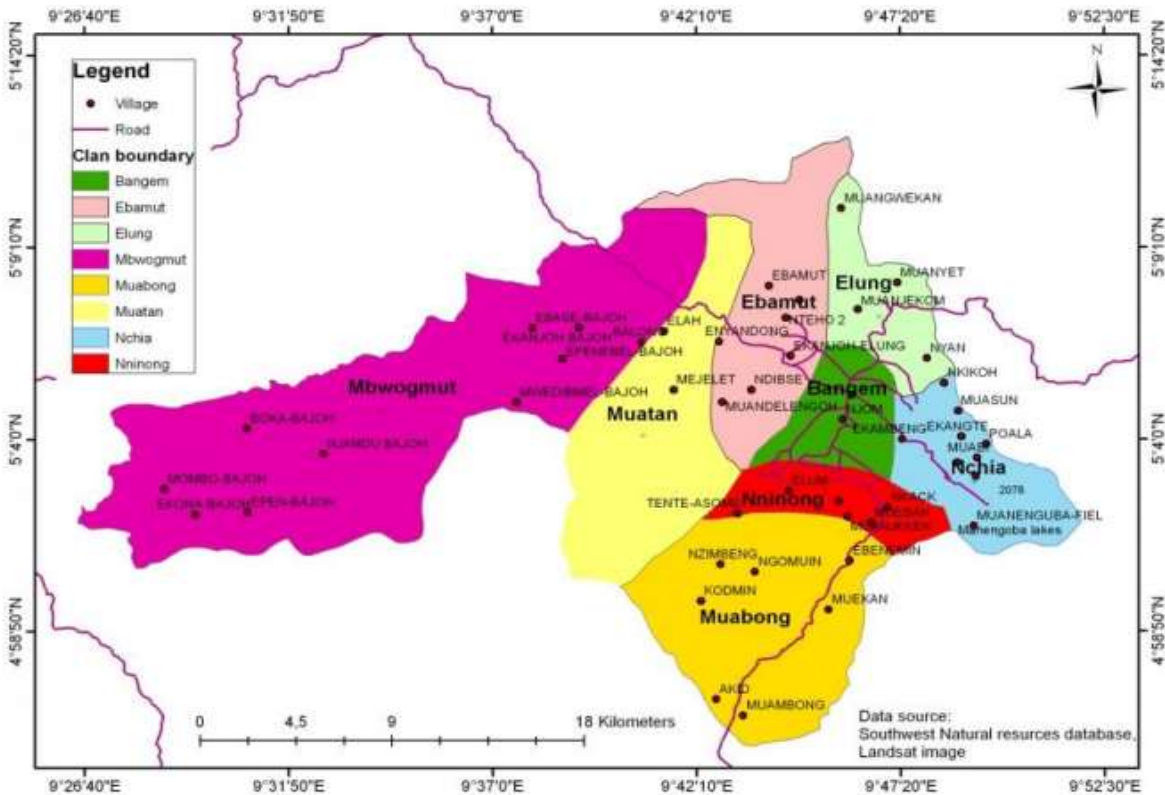 9°26'40"E 9°31'50"E 9°37'0"E 9°42'10"E 9°47'20"E 9°52'30"E
5°14'20"N 5°14'20"N
N
Legend
Village
Road
Clan boundary
Bangem
Ebamut
Elung
Mbwogmut
Muabong
Muatan
Nchia
Nninong
MUANGWEKAN
5°9'10"N 5°9'10"N
EBAMUT
MUANYET
Elung
Ebamut
MUANJEKOM
NTEHO 2
EBASE-BAJOH
EKANJOH BAJOH
ELAH
ENYANDONG
EPENEBEL-BAJOH
EKANJOH-ELUNG
NYAN
Mbwogmut
MEJELET
NDIBSE
Bangem
NKIKOH
MUANDELENGOH
Muatan
MUASUN
BOKA-BAJOH
EKAMBENG
EKANGTE
POALA
5°4'0"N 5°4'0"N
Nchia
MOMBO-BAJOH
ELUM
2078
EKONA-BAJOH
EPEN-BAJOH
TENTE-ASOM
Nninong
MUANENGUBA-FIEL
Manengoba lakes
NZIMBENG
NGOMUIN
KODMIN
MUEKAN
Muabong
4°58'50"N 4°58'50"N
AKID
MUAMBONG
0 4.5 9 18 Kilometers
Data source:
Southwest Natural resurces database,
Landsat image
9°26'40"E 9°31'50"E 9°37'0"E 9°42'10"E 9°47'20"E 9°52'30"E